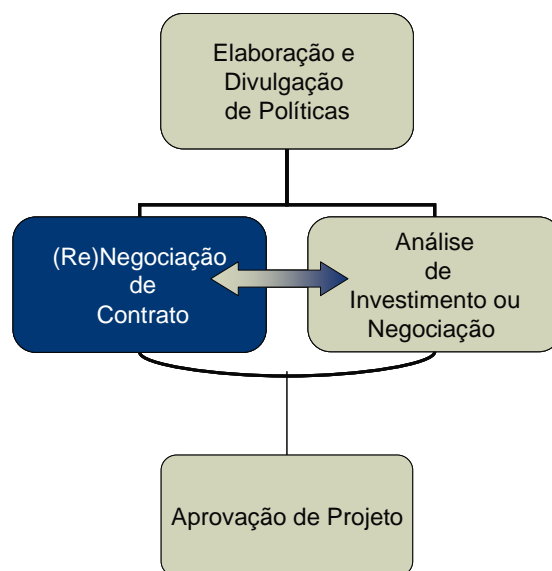 Elaboração e
Divulgação
de Políticas
(Re)Negociação
de
Contrato
Análise
de
Investimento ou
Negociação
Aprovação de Projeto